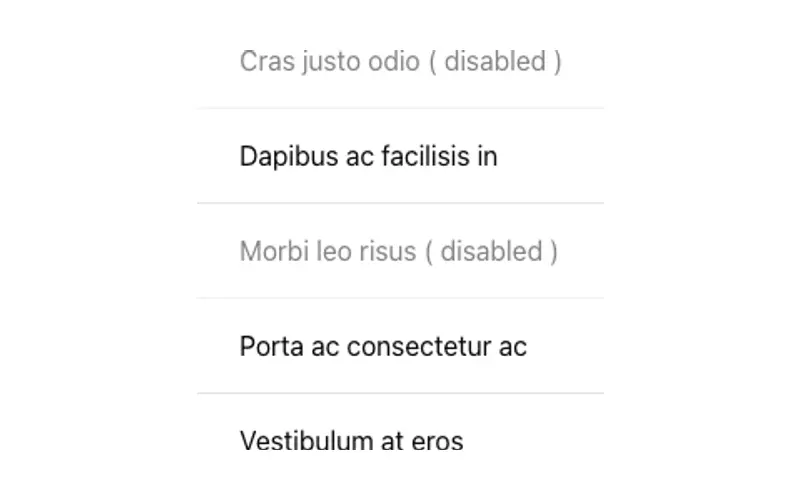 Cras justo odio ( disabled )
Dapibus ac facilisis in
Morbi leo risus ( disabled )
Porta ac consectetur ac
Vestibulum at eros